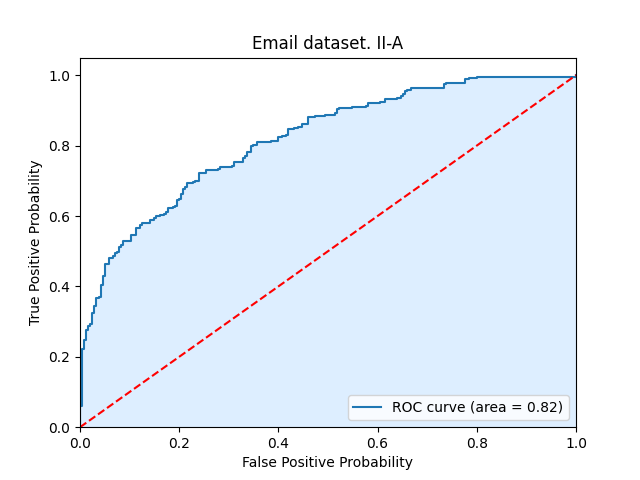 Email dataset. II-A
True Positive Probability
1.0
0.8
0.6
0.4
0.2
0.0
0.0 0.2 0.4 0.6 0.8 1.0
False Positive Probability
ROC curve (area = 0.82)